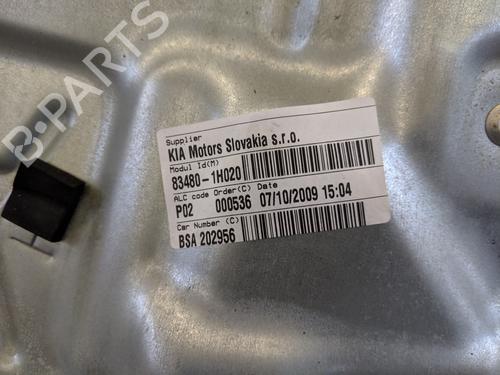 B-PARTS
Supplier
KIA Motors Slovakia s.r.o.
Modul Id(M)
83480-1H020
ALC code Order(C) Date
P02 000536 07/10/2009 15:04
Car Number (C)
BSA 202956